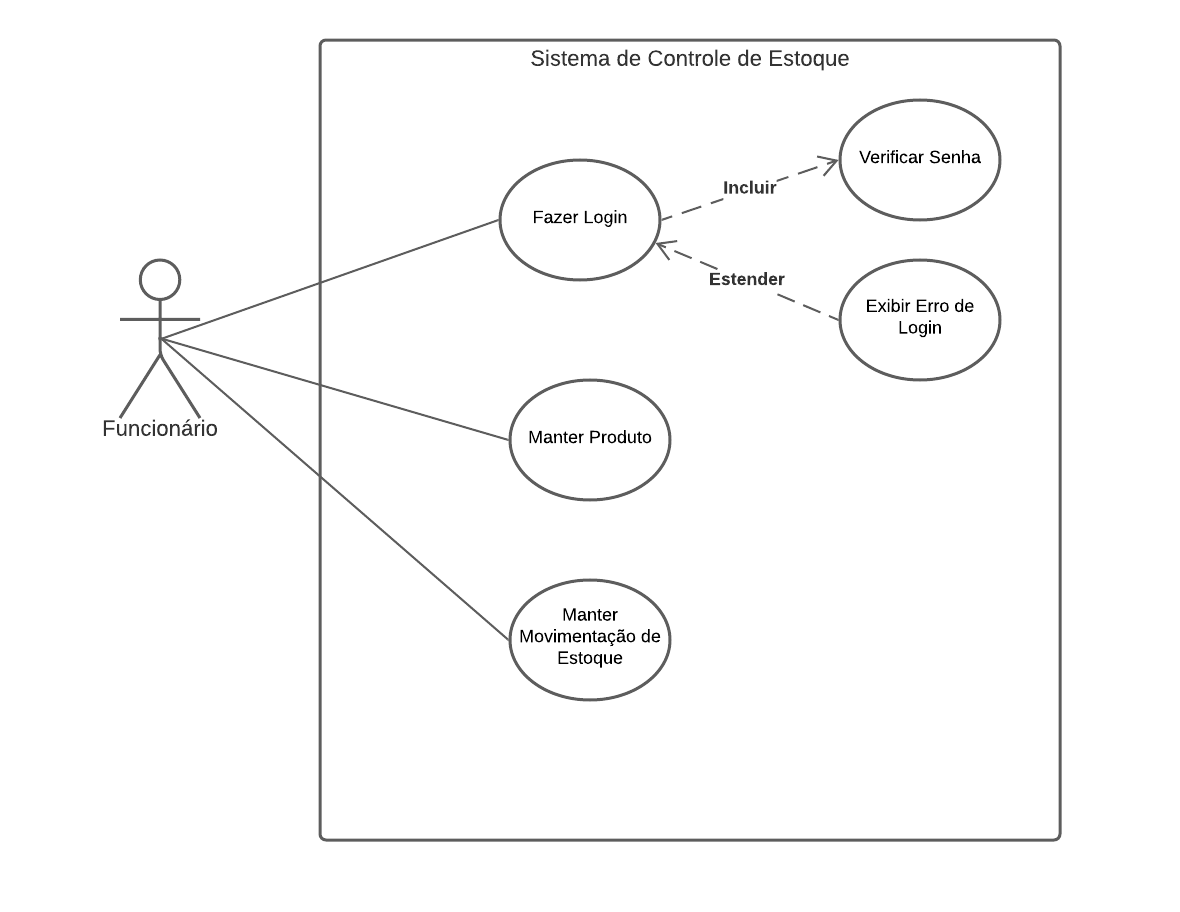 Sistema de Controle de Estoque
Verificar Senha
Incluir
Fazer Login
Estender
Exibir Erro de
Login
Funcionário
Manter Produto
Manter
Movimentação de
Estoque